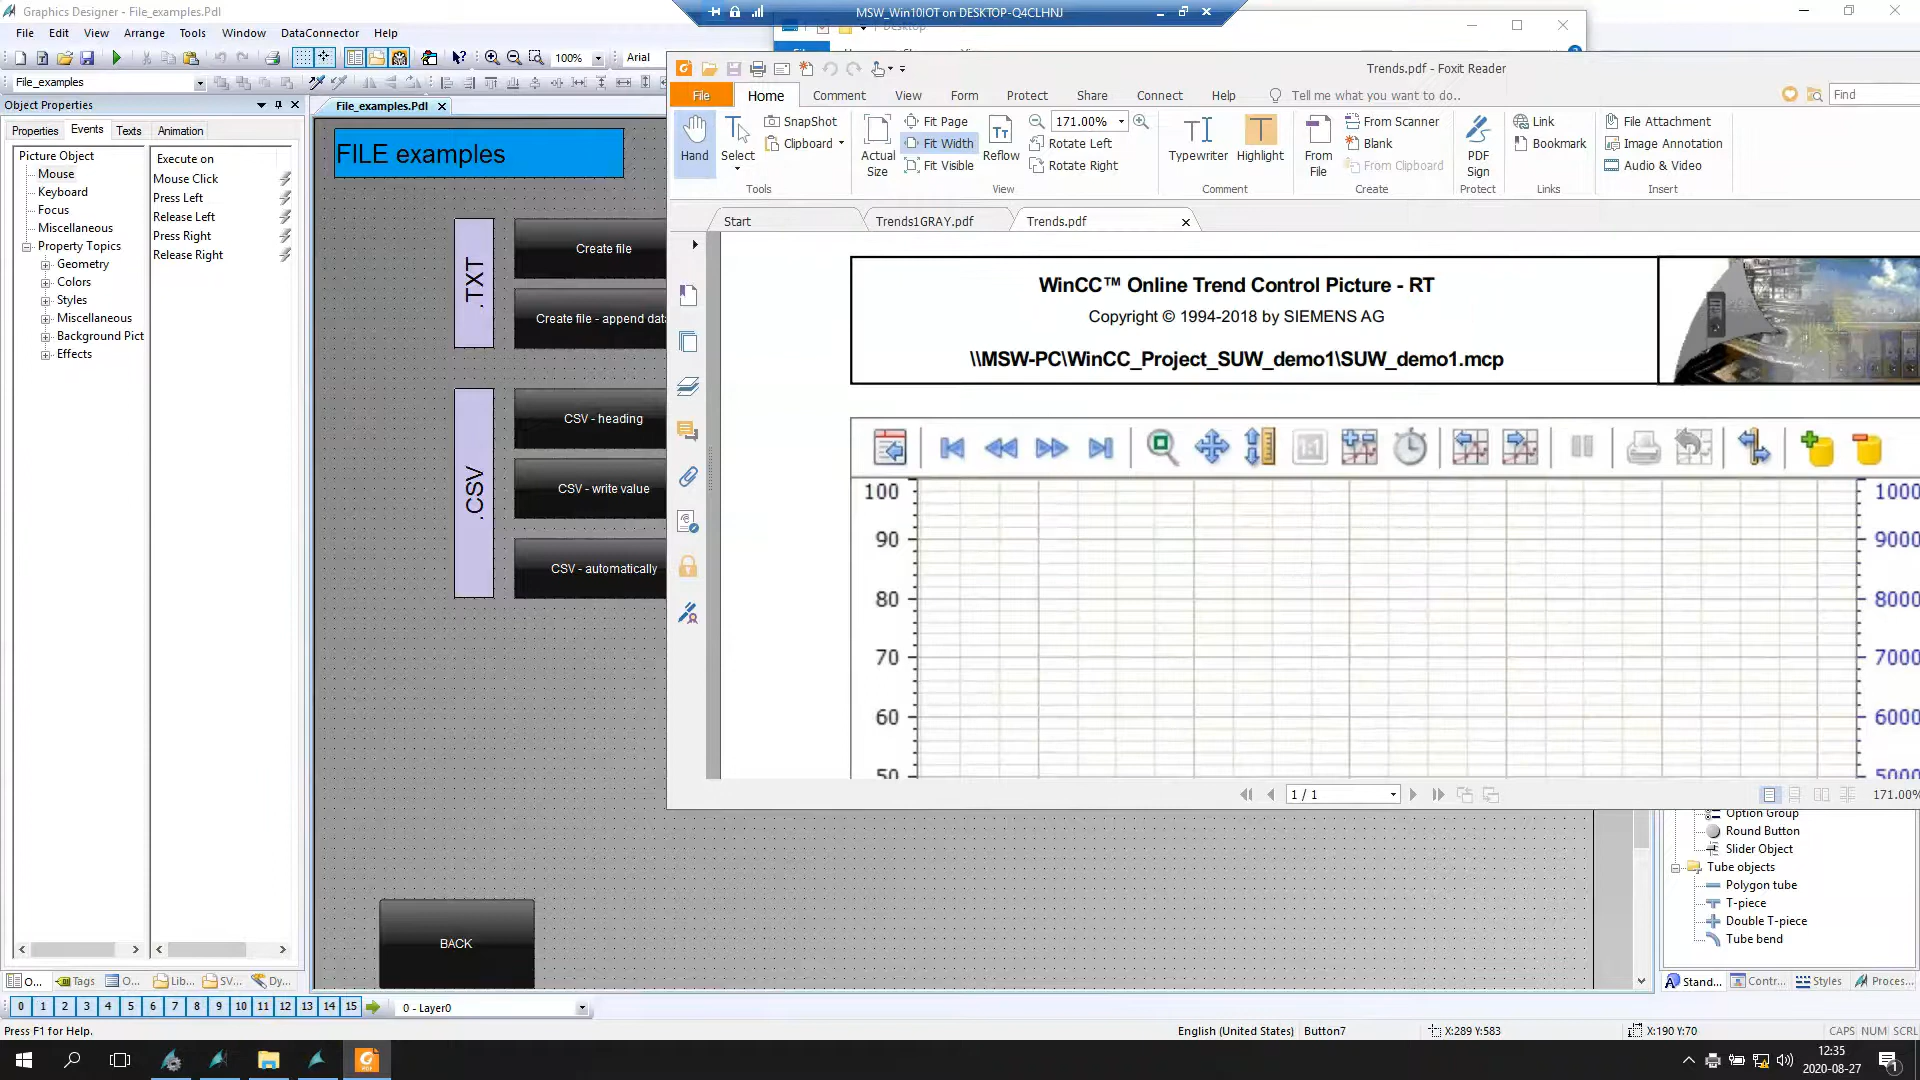 Graphics Designer - File_examples.Pdl
MSW_Win10IOT on DESKTOP-Q4CLHNJ
File Edit View Arrange Tools Window DataConnector Help
100% Arial
File_examples
Object Properties
File_examples.Pdl
Properties Events Texts Animation
Picture Object
Mouse
Keyboard
Focus
Miscellaneous
Property Topics
Geometry
Colors
Styles
Miscellaneous
Background Pict
Effects
Execute on
Mouse Click
Press Left
Release Left
Press Right
Release Right
FILE examples
.TXT
Create file
Create file - append data
.CSV
CSV - heading
CSV - write value
CSV - automatically
BACK
Trends.pdf - Foxit Reader
File Home Comment View Form Protect Share Connect Help Tell me what you want to do.. Find
Hand
Select
SnapShot
Clipboard
Tools
Actual Size
Fit Page
Fit Width
Fit Visible
Reflow
171.00%
Rotate Left
Rotate Right
View
Typewriter
Highlight
Comment
From File
From Scanner
Blank
From Clipboard
Create
PDF Sign
Protect
Link
Bookmark
Links
File Attachment
Image Annotation
Audio & Video
Insert
Start Trends1GRAY.pdf Trends.pdf
WinCC™ Online Trend Control Picture - RT
Copyright © 1994-2018 by SIEMENS AG
\\MSW-PC\WinCC_Project_SUW_demo1\SUW_demo1.mcp
100 1000
90 9000
80 8000
70 7000
60 6000
50 5000
1 / 1
171.00%
Option Group
Round Button
Slider Object
Tube objects
Polygon tube
T-piece
Double T-piece
Tube bend
O... Tags O... Lib... SV... Dy...
Stand... Contr... Styles Proces...
0 1 2 3 4 5 6 7 8 9 10 11 12 13 14 15 0 - Layer0
Press F1 for Help.
English (United States) Button7 X:289 Y:583 X:190 Y:70 CAPS NUM SCRL
12:35
2020-08-27
1